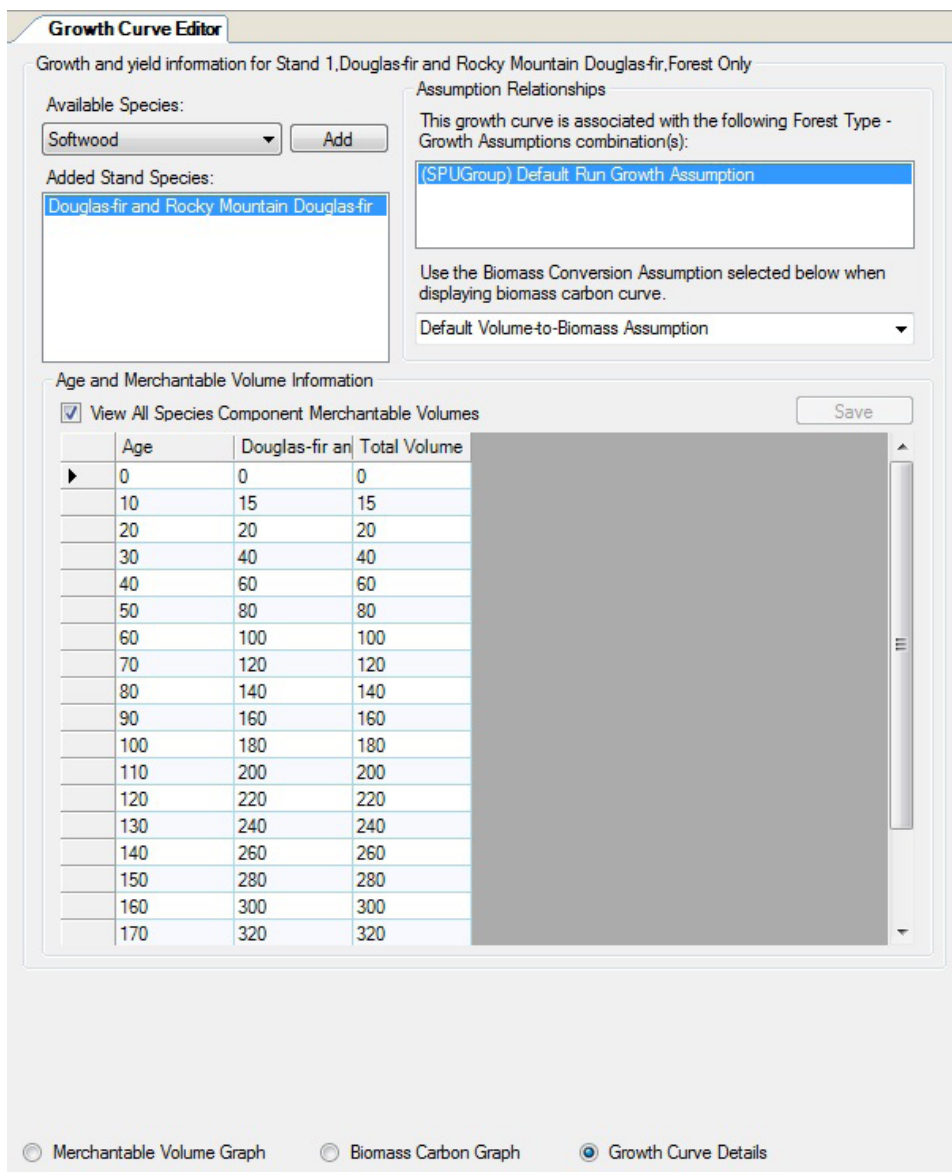 Growth Curve Editor
Growth and yield information for Stand 1,Douglas-fir and Rocky Mountain Douglas-fir,Forest Only
Available Species:
Softwood
Add
Added Stand Species:
Douglas-fir and Rocky Mountain Douglas-fir
Assumption Relationships
This growth curve is associated with the following Forest Type -
Growth Assumptions combination(s):
(SPUGroup) Default Run Growth Assumption
Use the Biomass Conversion Assumption selected below when
displaying biomass carbon curve.
Default Volume-to-Biomass Assumption
Age and Merchantable Volume Information
View All Species Component Merchantable Volumes
Save
Age Douglas-fir an Total Volume
0 0 0
10 15 15
20 20 20
30 40 40
40 60 60
50 80 80
60 100 100
70 120 120
80 140 140
90 160 160
100 180 180
110 200 200
120 220 220
130 240 240
140 260 260
150 280 280
160 300 300
170 320 320
Merchantable Volume Graph
Biomass Carbon Graph
Growth Curve Details